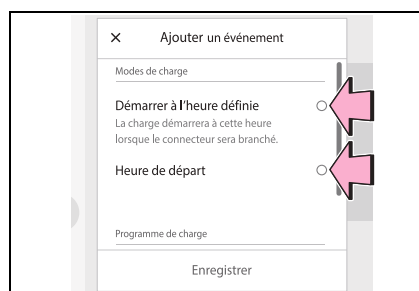 Ajouter un événement
Modes de charge
Démarrer à l'heure définie
La charge démarrera à cette heure
lorsque le connecteur sera branché.
Heure de départ
Programme de charge
Enregistrer